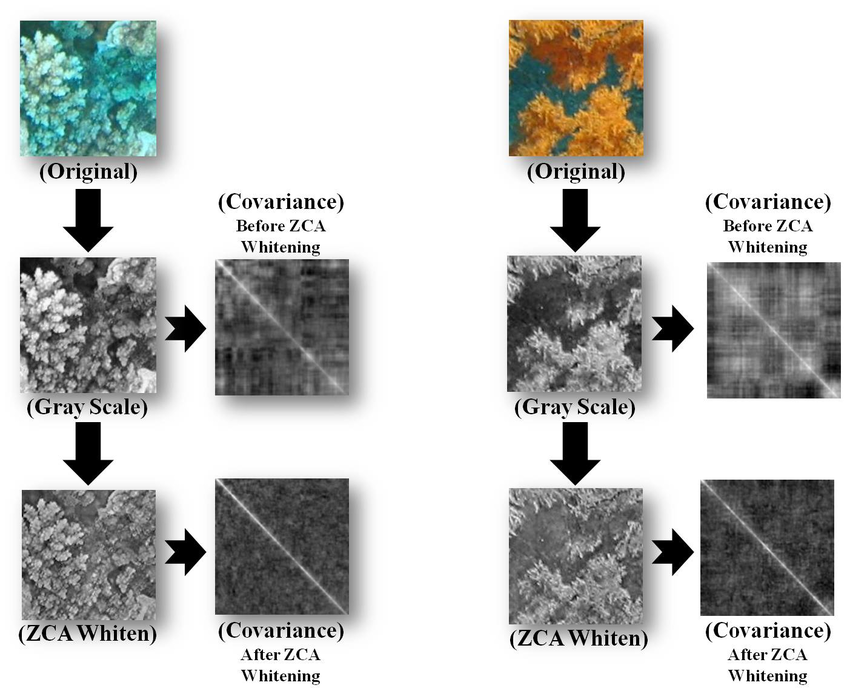 (Original)
(Covariance)
Before ZCA
Whitening
(Gray Scale)
(ZCA Whiten)
(Covariance)
After ZCA
Whitening
(Original)
(Covariance)
Before ZCA
Whitening
(Gray Scale)
(ZCA Whiten)
(Covariance)
After ZCA
Whitening